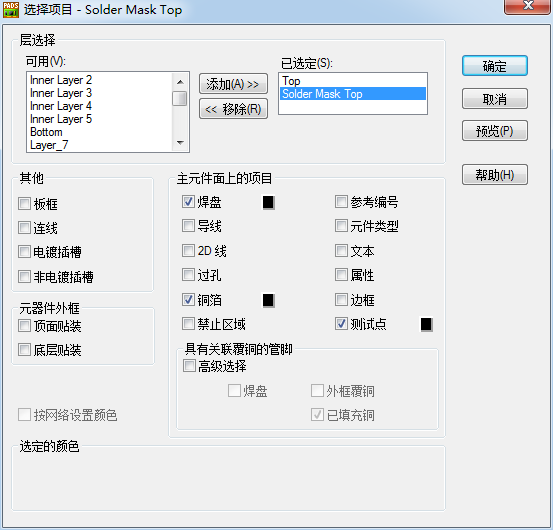 PADS
选择项目 - Solder Mask Top
层选择
可用(V):
已选定(S):
Inner Layer 2
Inner Layer 3
Inner Layer 4
Inner Layer 5
Bottom
Layer_7
添加(A) >>
<< 移除(R)
Top
Solder Mask Top
确定
取消
预览(P)
帮助(H)
其他
板框
连线
电镀插槽
非电镀插槽
元器件外框
顶面贴装
底层贴装
按网络设置颜色
主元件面上的项目
焊盘
参考编号
导线
元件类型
2D 线
文本
过孔
属性
铜箔
边框
禁止区域
测试点
具有关联覆铜的管脚
高级选择
焊盘
外框覆铜
已填充铜
选定的颜色